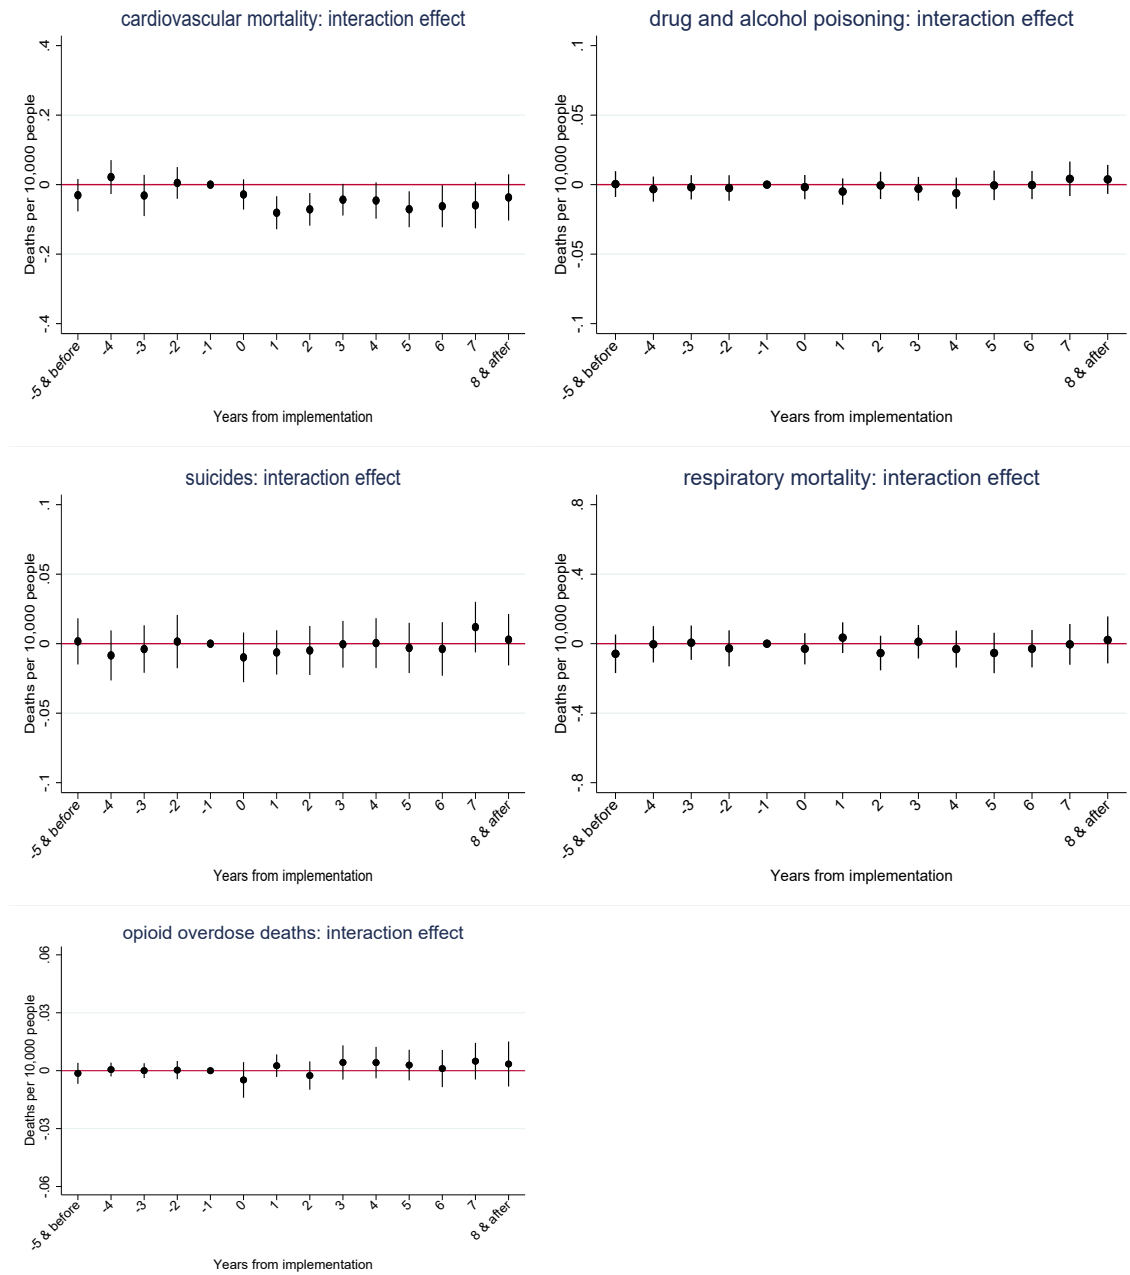 cardiovascular mortality: interaction effect
Deaths per 10,000 people
.4
.2
0
-.2
-.4
-5 & before -4 -3 -2 -1 0 1 2 3 4 5 6 7 8 & after
Years from implementation
drug and alcohol poisoning: interaction effect
Deaths per 10,000 people
.1
.05
0
-.05
-.1
-5 & before -4 -3 -2 -1 0 1 2 3 4 5 6 7 8 & after
Years from implementation
suicides: interaction effect
Deaths per 10,000 people
.1
.05
0
-.05
-.1
-5 & before -4 -3 -2 -1 0 1 2 3 4 5 6 7 8 & after
Years from implementation
respiratory mortality: interaction effect
Deaths per 10,000 people
.8
.4
0
-.4
-.8
-5 & before -4 -3 -2 -1 0 1 2 3 4 5 6 7 8 & after
Years from implementation
opioid overdose deaths: interaction effect
Deaths per 10,000 people
.06
.03
0
-.03
-.06
-5 & before -4 -3 -2 -1 0 1 2 3 4 5 6 7 8 & after
Years from implementation